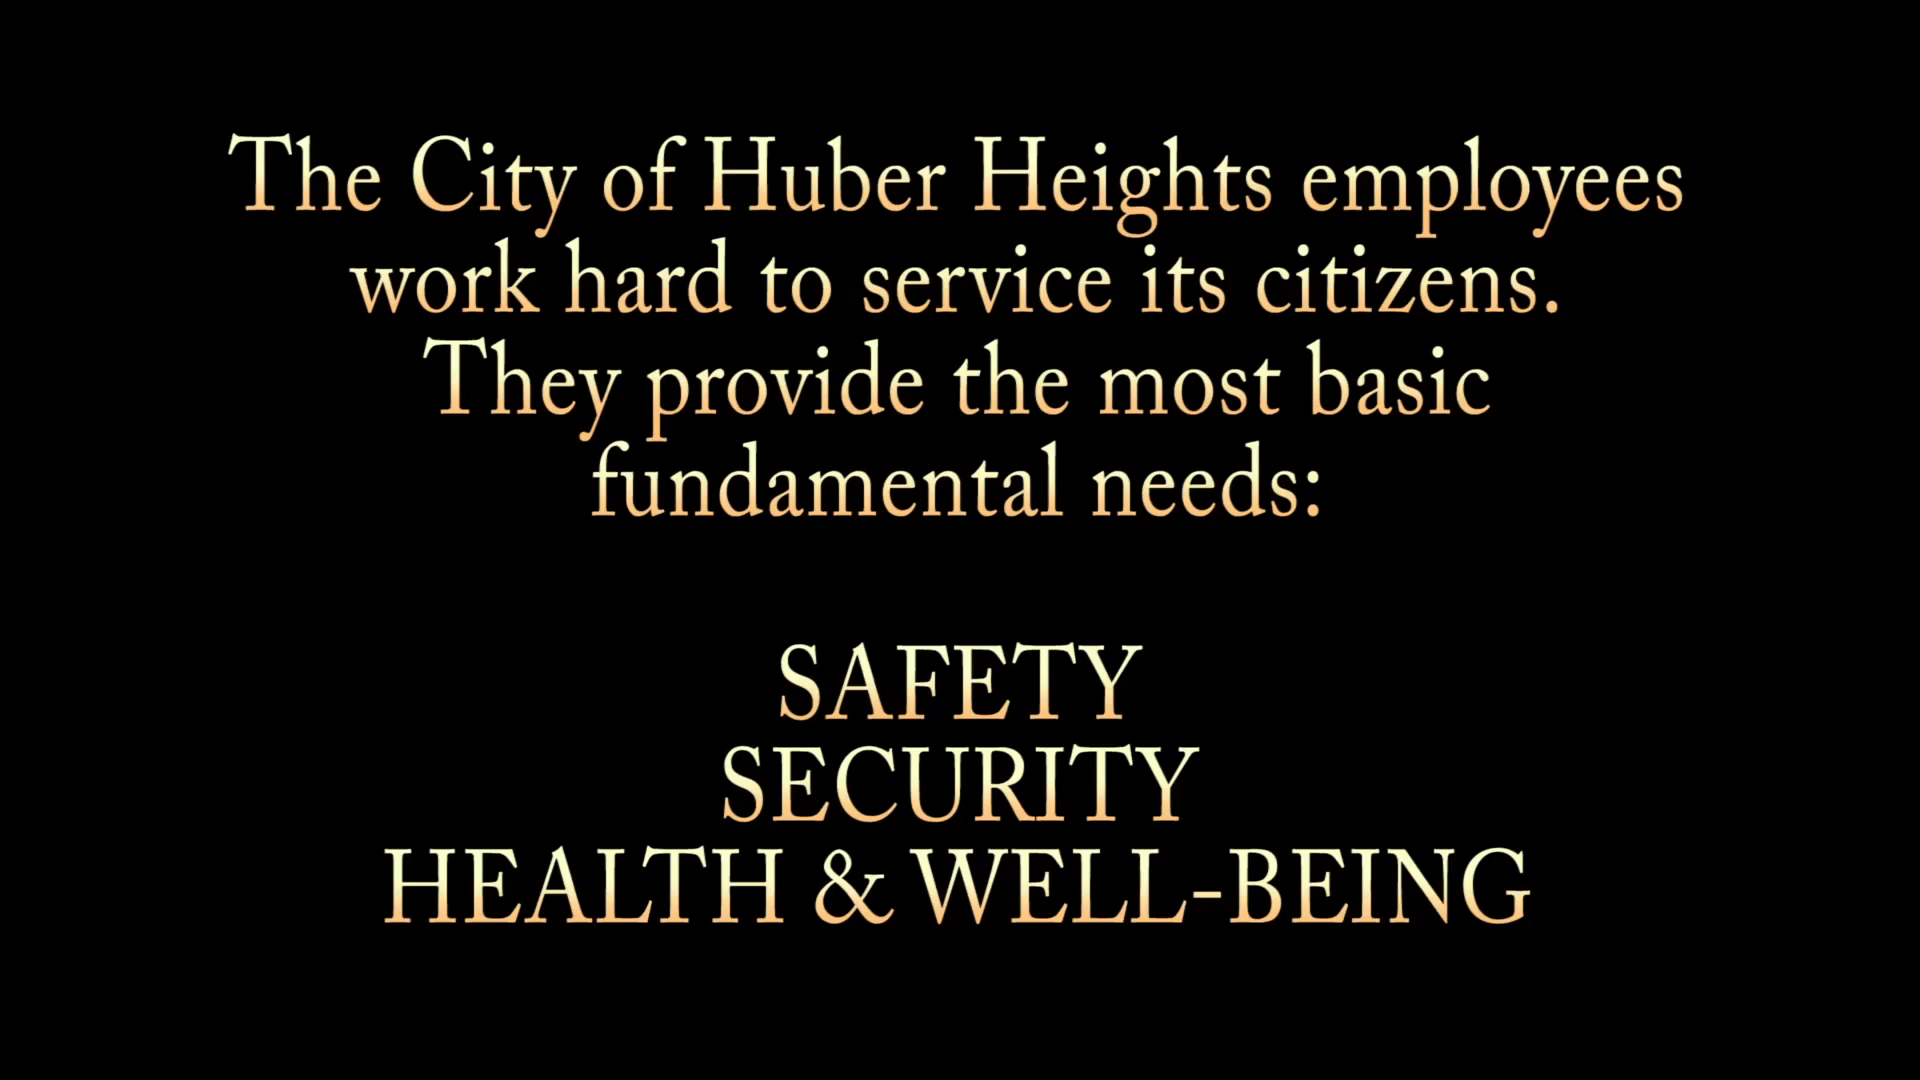 The City of Huber Heights employees
work hard to service its citizens.
They provide the most basic
fundamental needs:
SAFETY
SECURITY
HEALTH & WELL-BEING